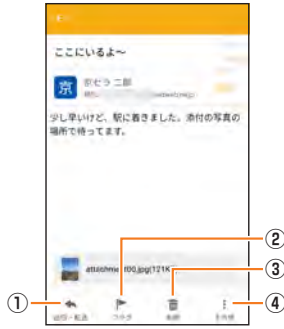 ここにいるよ~
京
京セラ 二郎
少し早いけど、駅に着きました。添付の写真の
場所で待ってます。
②
attachme 00.jpg(121K
③
①
④
返信・転送
フラグ
削除
その他